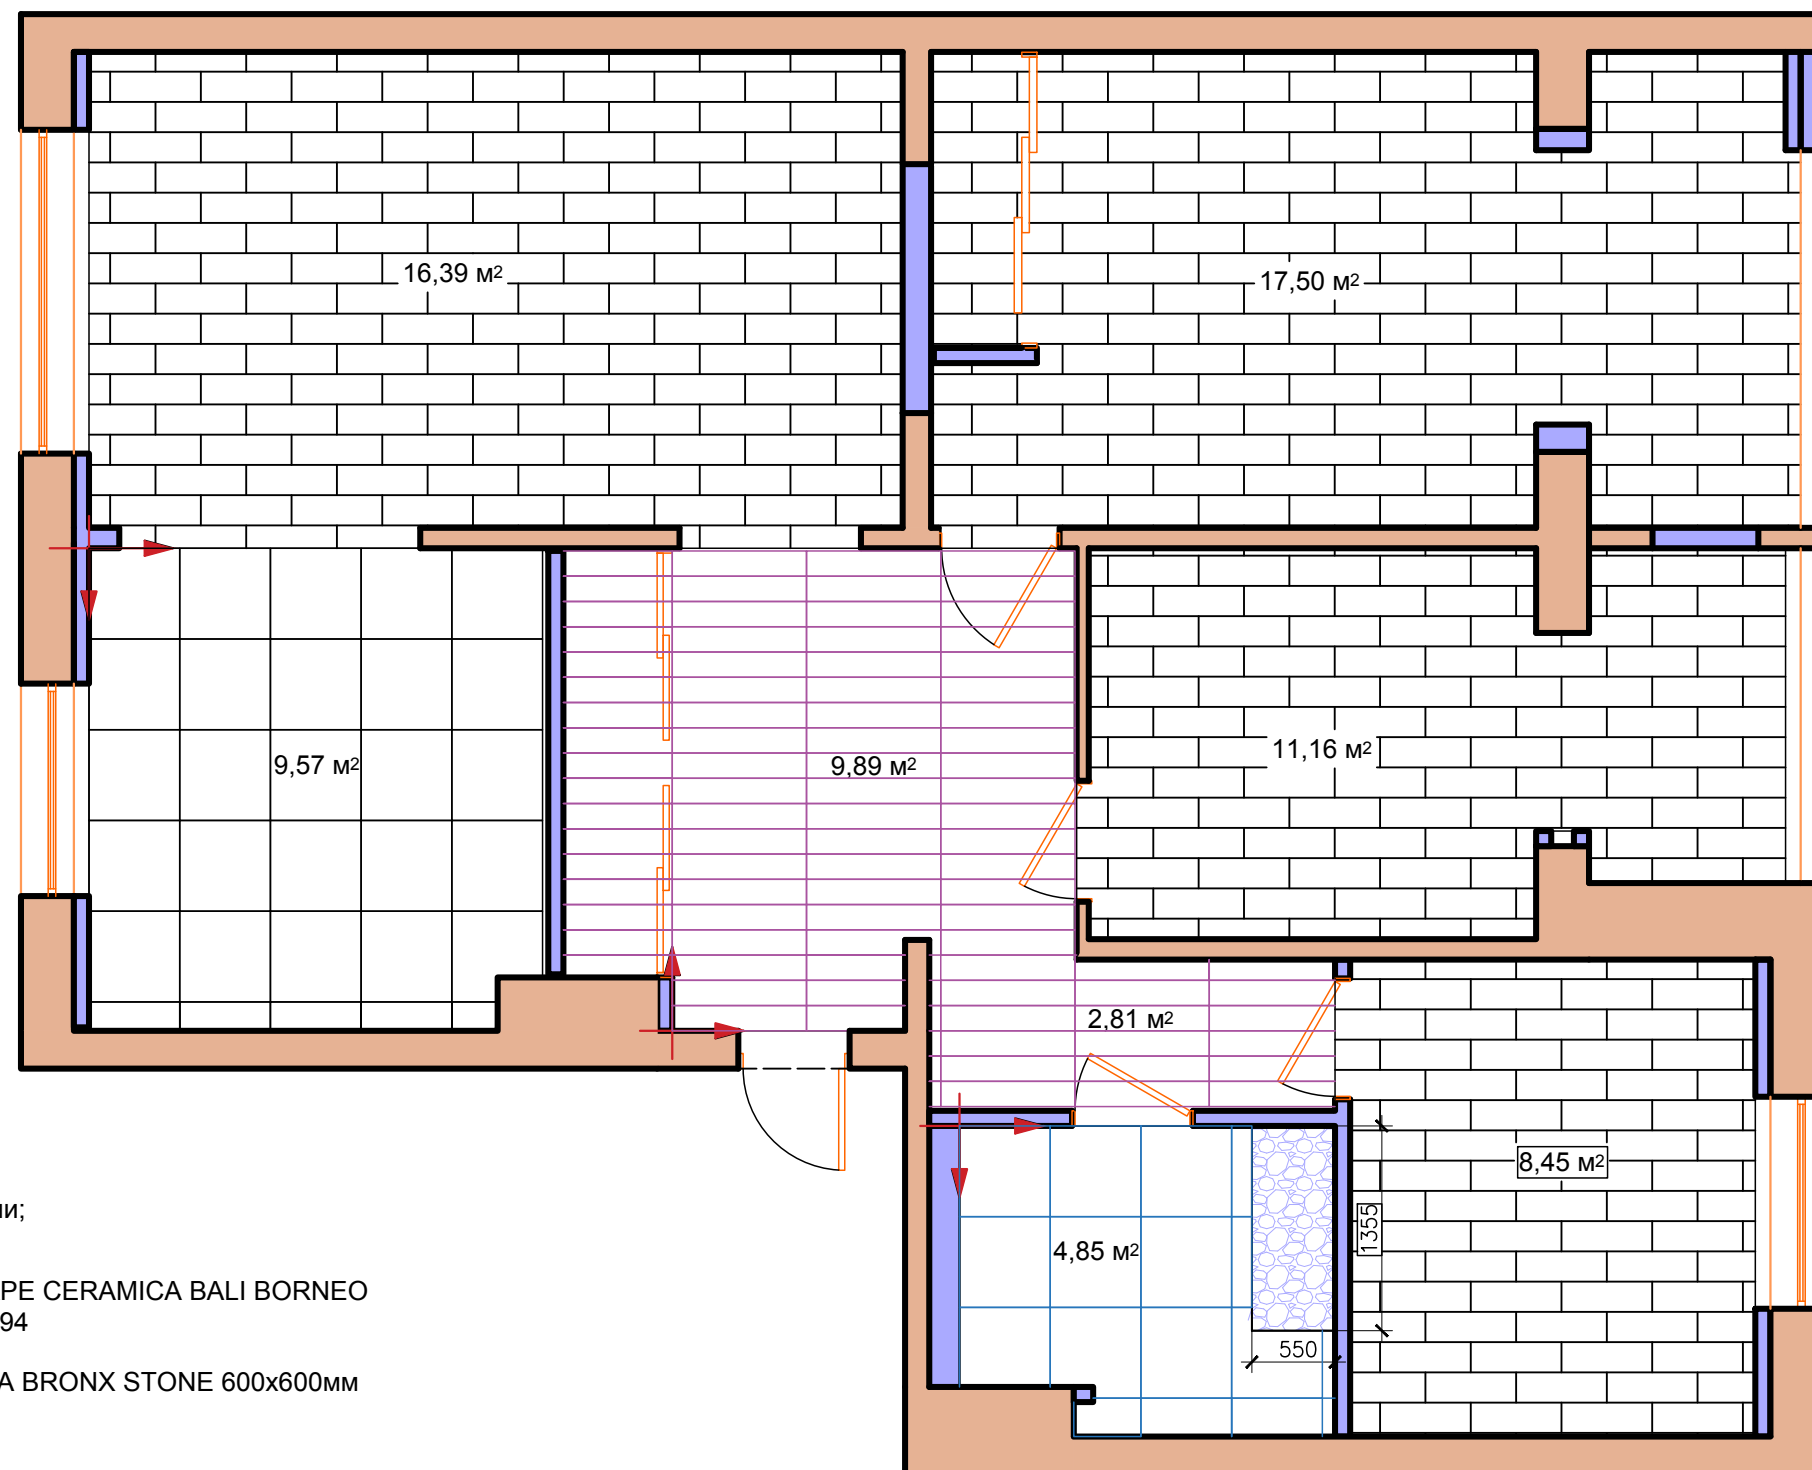 16,39 м²
17,50 м²
9,57 м²
9,89 м²
11,16 м²
2,81 м²
8,45 м²
1355
4,85 м²
550
ии;
PE CERAMICA BALI BORNEO
94
A BRONX STONE 600x600мм